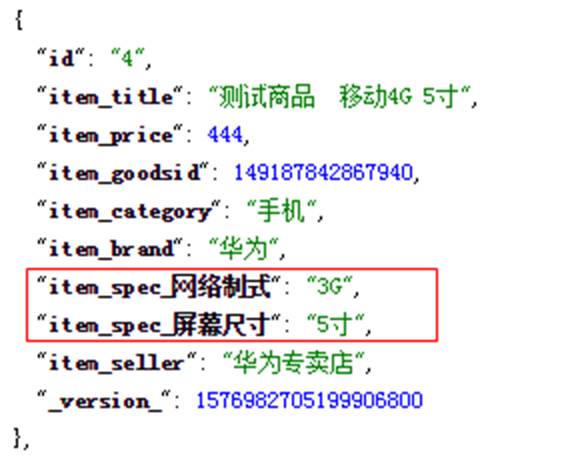 {
"id": "4",
"item_title": "测试商品  移动4G 5寸",
"item_price": 444,
"item_goodsid": 149187842867940,
"item_category": "手机",
"item_brand": "华为",
"item_spec_网络制式": "3G",
"item_spec_屏幕尺寸": "5寸",
"item_seller": "华为专卖店",
"_version_": 1576982705199906800
},